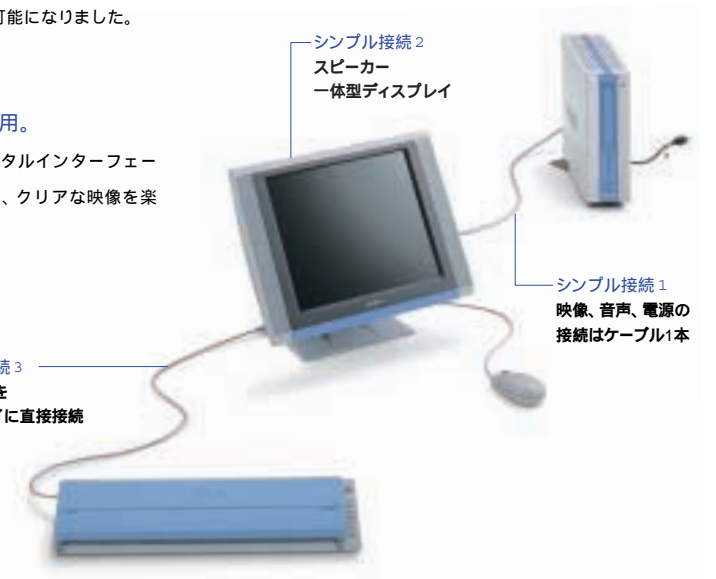 可能になりました。
用。
タルインターフェー
、クリアな映像を楽
シンプル接続2
スピーカー
一体型ディスプレイ
シンプル接続1
映像、音声、電源の
接続はケーブル1本
続3
を
イに直接接続